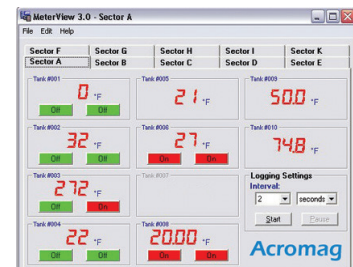 MeterView 3.0 - Sector A
File Edit Help
Sector F Sector G Sector H Sector I Sector K
Sector A Sector B Sector C Sector D Sector E
Tank #001 Tank #005 Tank #009
0 °F 21 °F 50.0 °F
Off Off
Tank #002 Tank #006 Tank #010
32 °F 27 °F 74.8 °F
Off Off On On
Tank #003 Tank #007 Logging Settings
272 °F Interval:
Off On 2 seconds
Start Pause
Tank #004 Tank #008
22 °F 20.00 °F
Off Off On On
Acromag